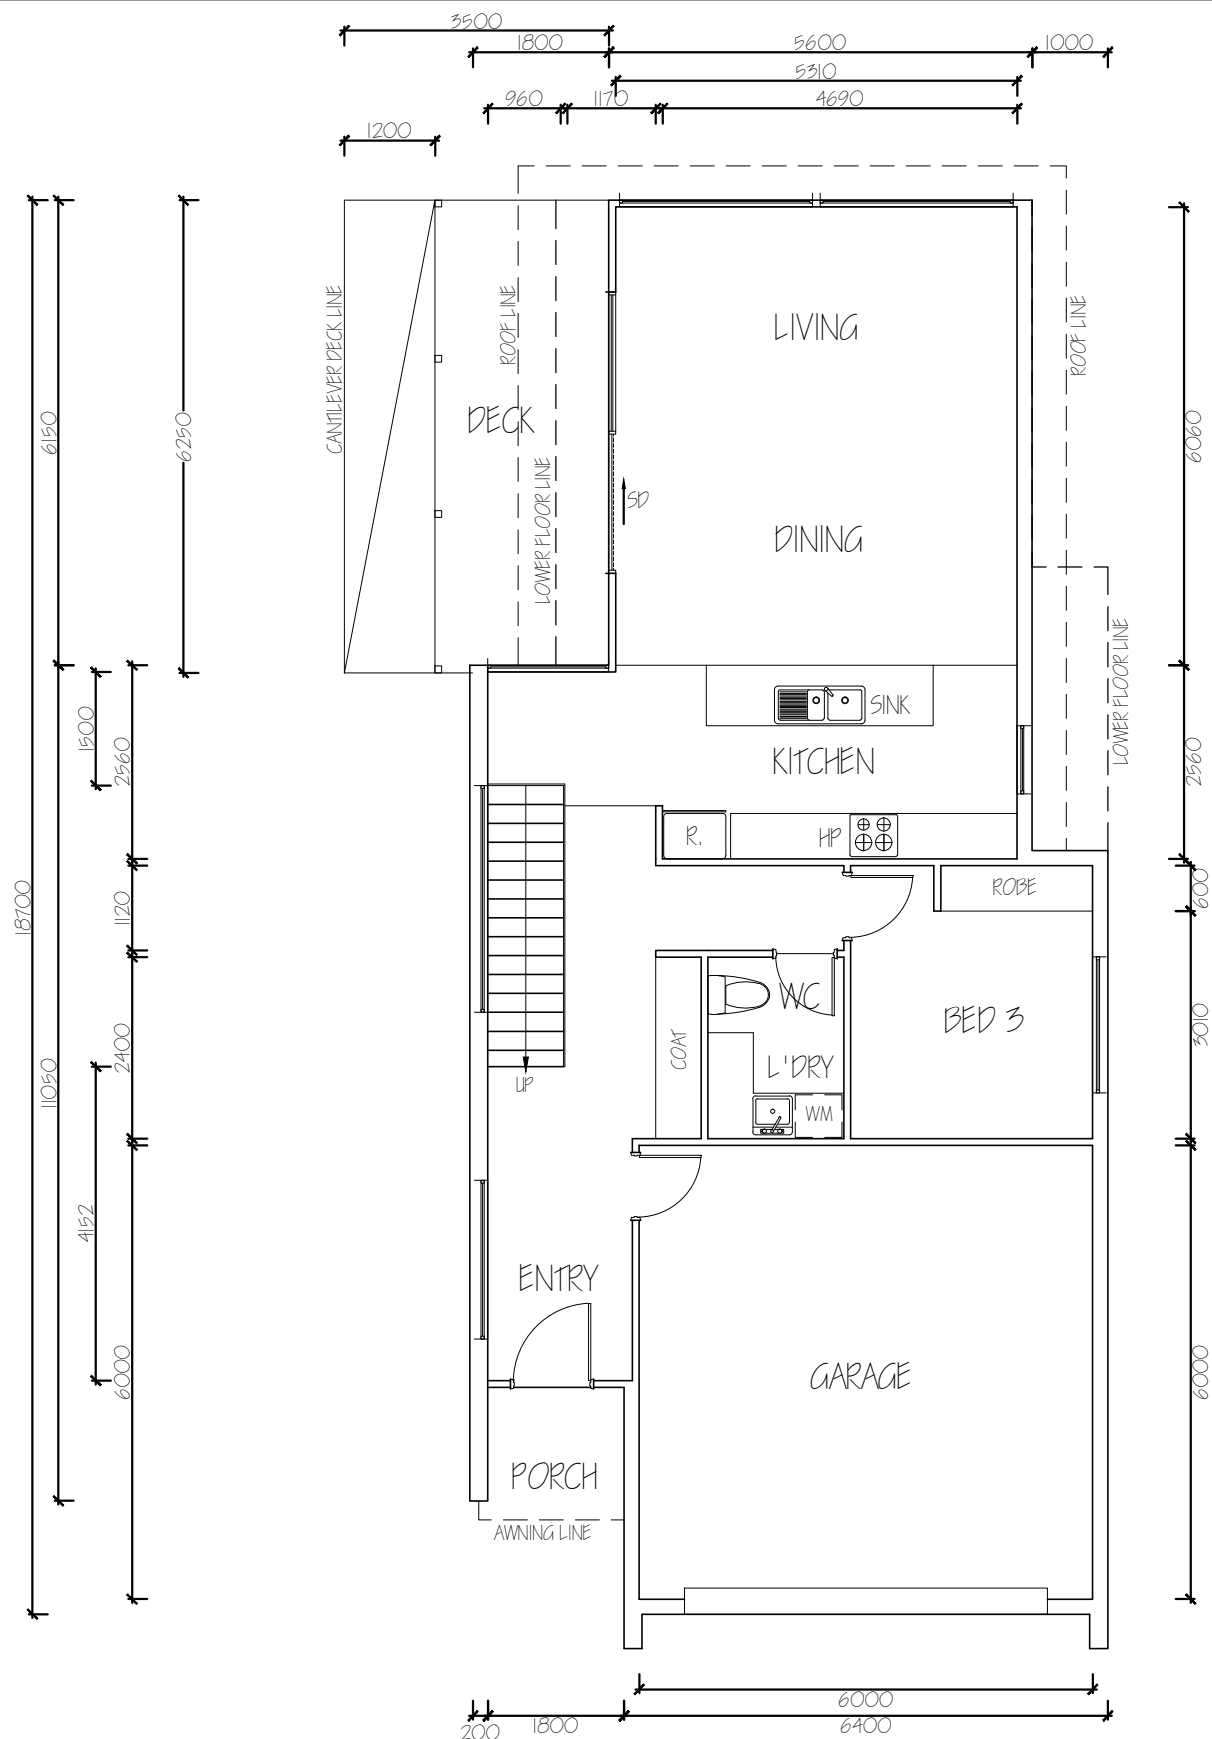 3500
1800
5600
1000
5310
960
1170
4690
1200
CANTILEVER DECK LINE
ROOF LINE
LIVING
ROOF LINE
DECK
6150
6250
6060
LOWER FLOOR LINE
SD
DINING
LOWER FLOOR LINE
SINK
1500
2560
KITCHEN
2560
R.
HP
18700
1120
ROBE
600
WC
BED 3
3010
2400
COAT
L'DRY
11050
UP
WM
4152
ENTRY
6000
GARAGE
6000
PORCH
AWNING LINE
6000
200
1800
6400